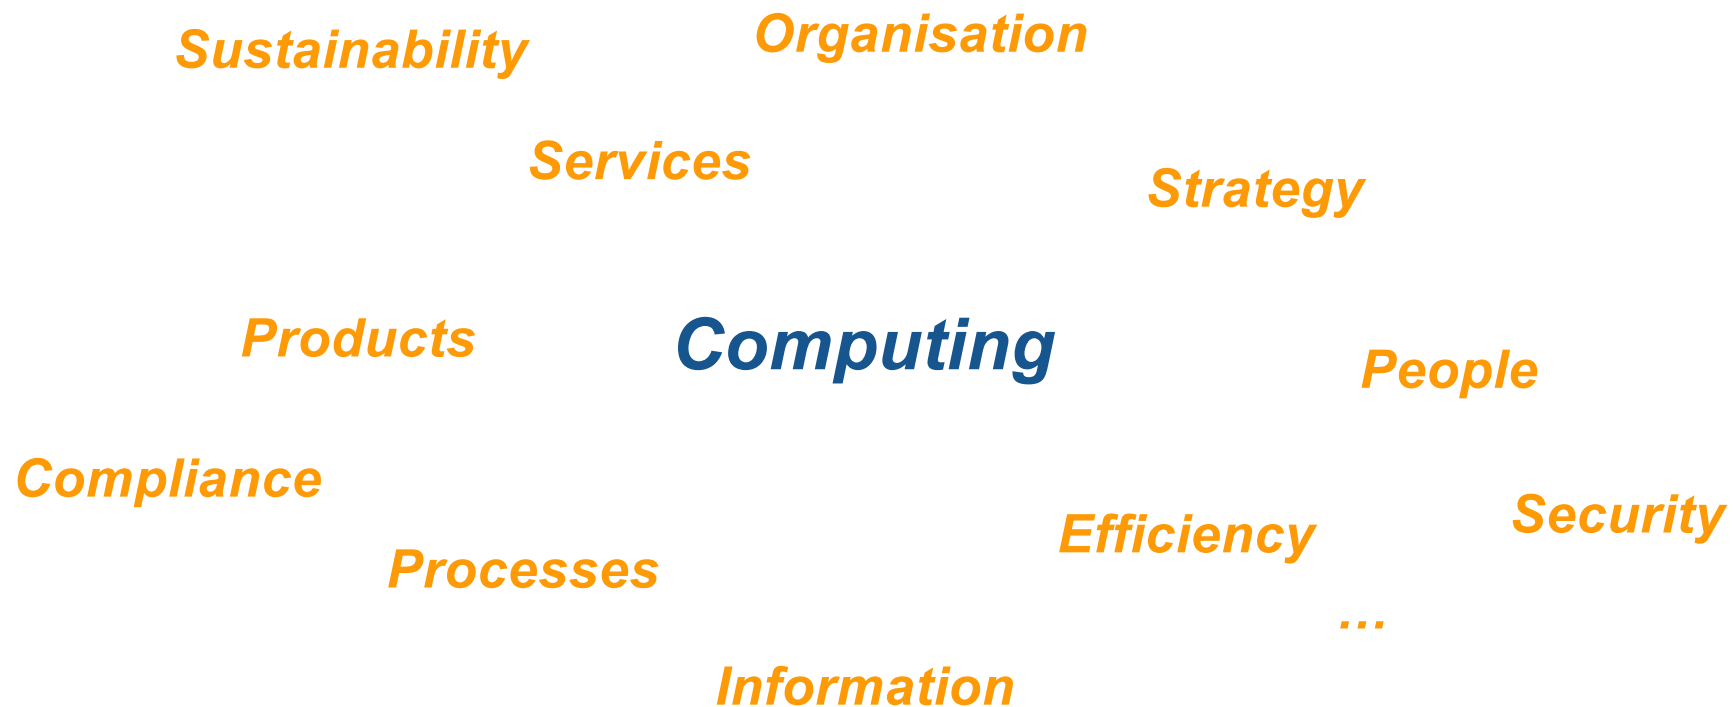 Organisation
Sustainability
Services
Strategy
Products
Computing
People
Compliance
Security
Efficiency
Processes
…
Information